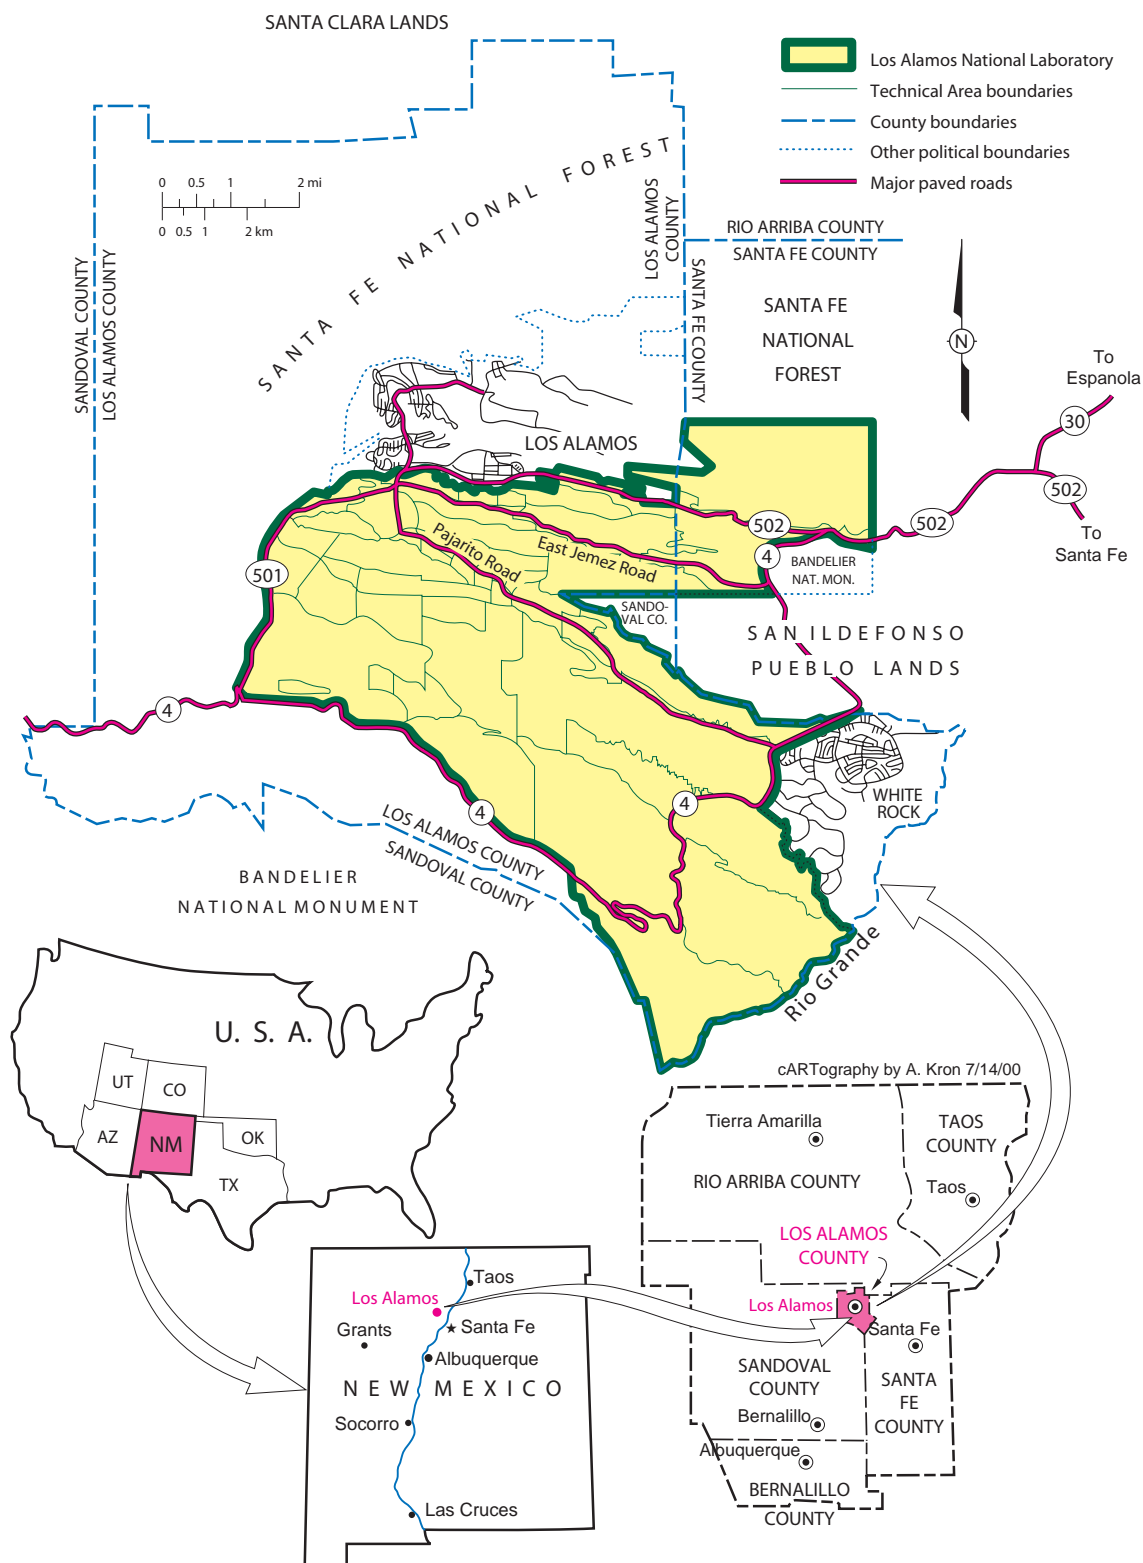 SANTA CLARA LANDS
Los Alamos National Laboratory
Technical Area boundaries
County boundaries
Other political boundaries
Major paved roads
0 0.5 1 2 mi
0 0.5 1 2 km
SANTA FE NATIONAL FOREST
SANDOVAL COUNTY
LOS ALAMOS COUNTY
LOS ALAMOS
COUNTY
SANTA FE COUNTY
RIO ARRIBA COUNTY
SANTA FE COUNTY
SANTA FE
NATIONAL
FOREST
N
To
Espanola
30
502
To
Santa Fe
502
502
LOS ALAMOS
4
BANDELIER
NAT. MON.
Pajarito Road
East Jemez Road
501
SANDO-
VAL CO.
SAN ILDEFONSO
PUEBLO LANDS
4
4
4
WHITE
ROCK
LOS ALAMOS COUNTY
SANDOVAL COUNTY
BANDELIER
NATIONAL MONUMENT
Rio Grande
U. S. A.
UT
CO
AZ
NM
OK
TX
cARTography by A. Kron 7/14/00
Tierra Amarilla
TAOS
COUNTY
RIO ARRIBA COUNTY
Taos
LOS ALAMOS
COUNTY
Los Alamos
Santa Fe
SANDOVAL
COUNTY
SANTA
FE
COUNTY
Bernalillo
Albuquerque
BERNALILLO
COUNTY
Taos
Los Alamos
Grants
Santa Fe
Albuquerque
NEW MEXICO
Socorro
Las Cruces